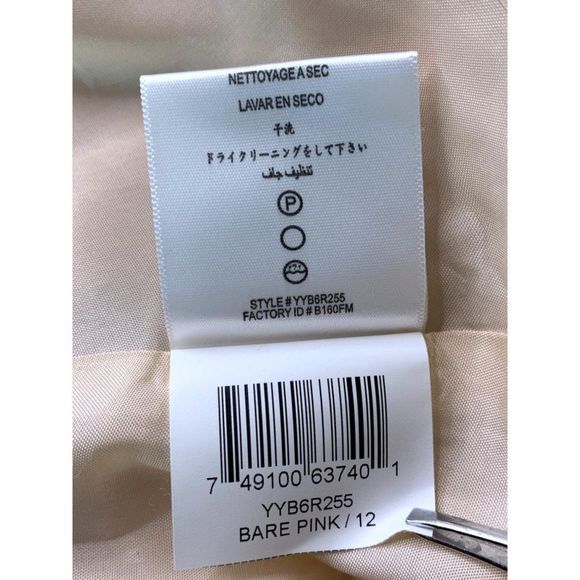 NETTOYAGE A SEC
LAVAR EN SECO
干洗
ドライクリーニングをして下さい
تنظيف جاف
P
STYLE # YYB6R255
FACTORY ID # B160FM
7 49100 63740 1
YYB6R255
BARE PINK / 12